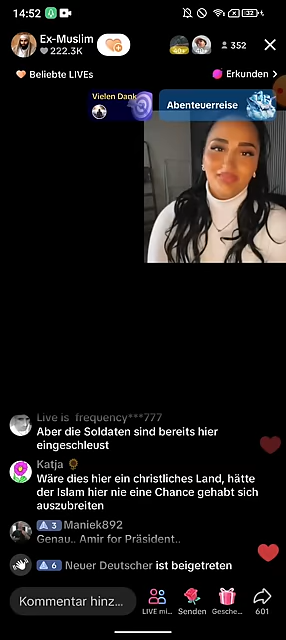 14:52
32
Ex-Muslim
222.3K
40+
352
Beliebte LIVEs
Erkunden
Vielen Dank
Abenteuerreise
Live is_frequency***777
Aber die Soldaten sind bereits hier
eingeschleust
Katja
Wäre dies hier ein christliches Land, hätte
der Islam hier nie eine Chance gehabt sich
auszubreiten
3 Maniek892
Genau.. Amir for Präsident..
6 Neuer Deutscher ist beigetreten
Kommentar hinz...
LIVE mi...
Senden
Gesche...
601